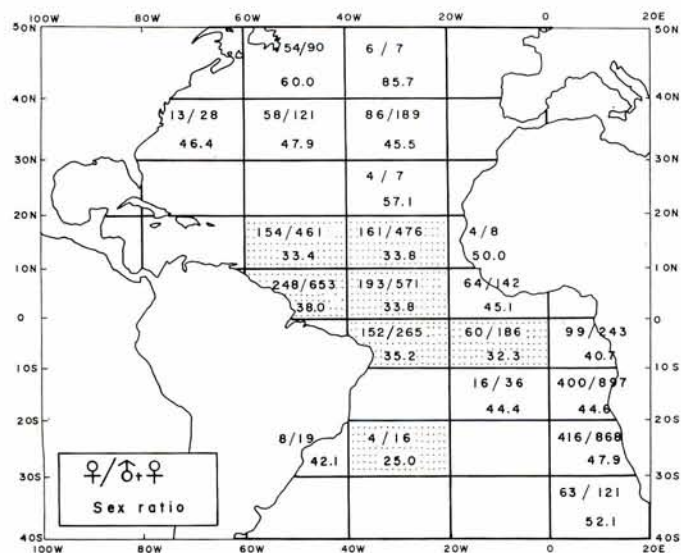 100W 80W 60W 40W 20W 0 20E
50N 50N
54/90 6 / 7
60.0 85.7
40N 40N
13/28 58/121 86/189
46.4 47.9 45.5
30N 30N
4 / 7
57.1
20N 20N
154/461 161/476 4/8
33.4 33.8 50.0
10N 10N
248/653 193/571 64/142
38.0 33.8 45.1
0 0
152/265 60/186 99/243
35.2 32.3 40.7
10S 10S
16 / 36 400/897
44.4 44.6
20S 20S
8/19 4 / 16 416/868
42.1 25.0 47.9
30S 30S
♀/♂+♀
Sex ratio
63 / 121
52.1
40S 40S
100W 80W 60W 40W 20W 0 20E